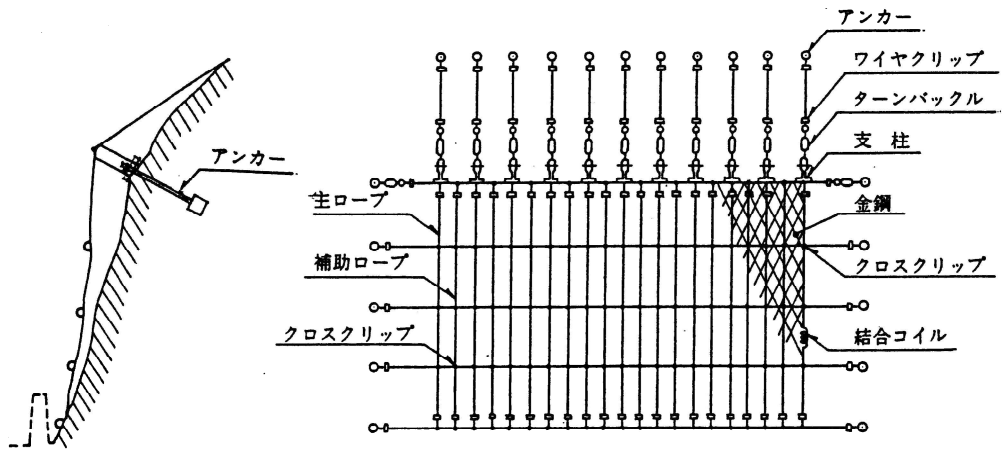 アンカー
ワイヤクリップ
ターンバックル
支柱
アンカー
主ロープ
金鋼
クロスクリップ
補助ロープ
クロスクリップ
結合コイル